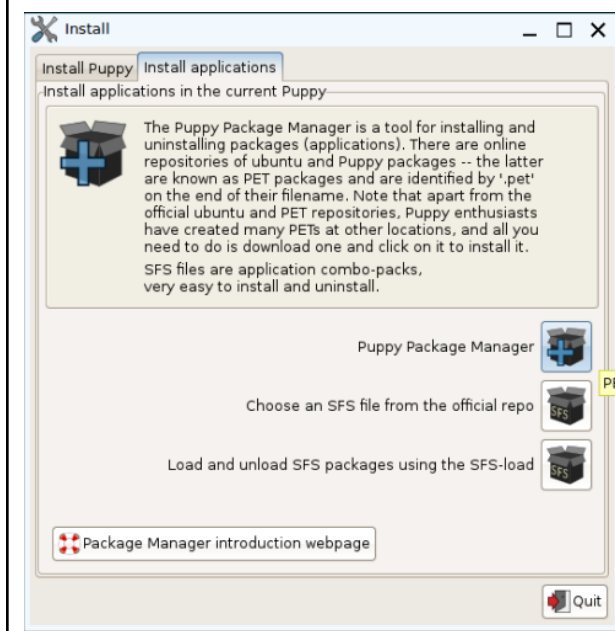 Install
Install Puppy Install applications
Install applications in the current Puppy
The Puppy Package Manager is a tool for installing and
uninstalling packages (applications). There are online
repositories of ubuntu and Puppy packages -- the latter
are known as PET packages and are identified by '.pet'
on the end of their filename. Note that apart from the
official ubuntu and PET repositories, Puppy enthusiasts
have created many PETs at other locations, and all you
need to do is download one and click on it to install it.
SFS files are application combo-packs,
very easy to install and uninstall.
Puppy Package Manager
PE
Choose an SFS file from the official repo
SFS
Load and unload SFS packages using the SFS-load
SFS
Package Manager introduction webpage
Quit